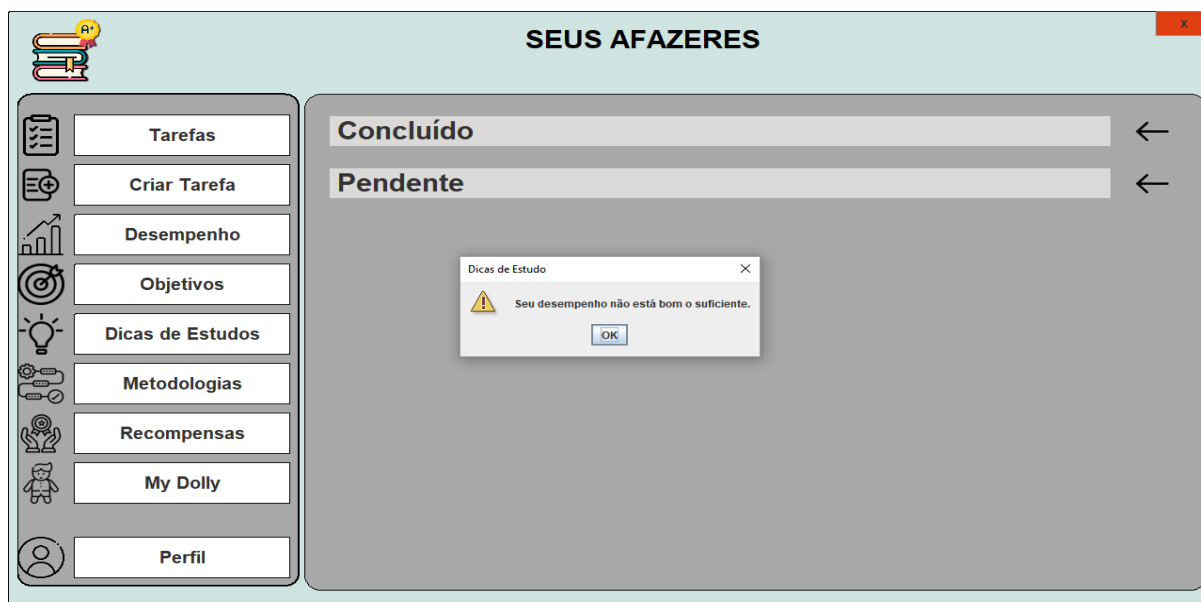 A+
SEUS AFAZERES
x
Tarefas
Criar Tarefa
Desempenho
Objetivos
Dicas de Estudos
Metodologias
Recompensas
My Dolly
Perfil
Concluído
Pendente
Dicas de Estudo
Seu desempenho não está bom o suficiente.
OK